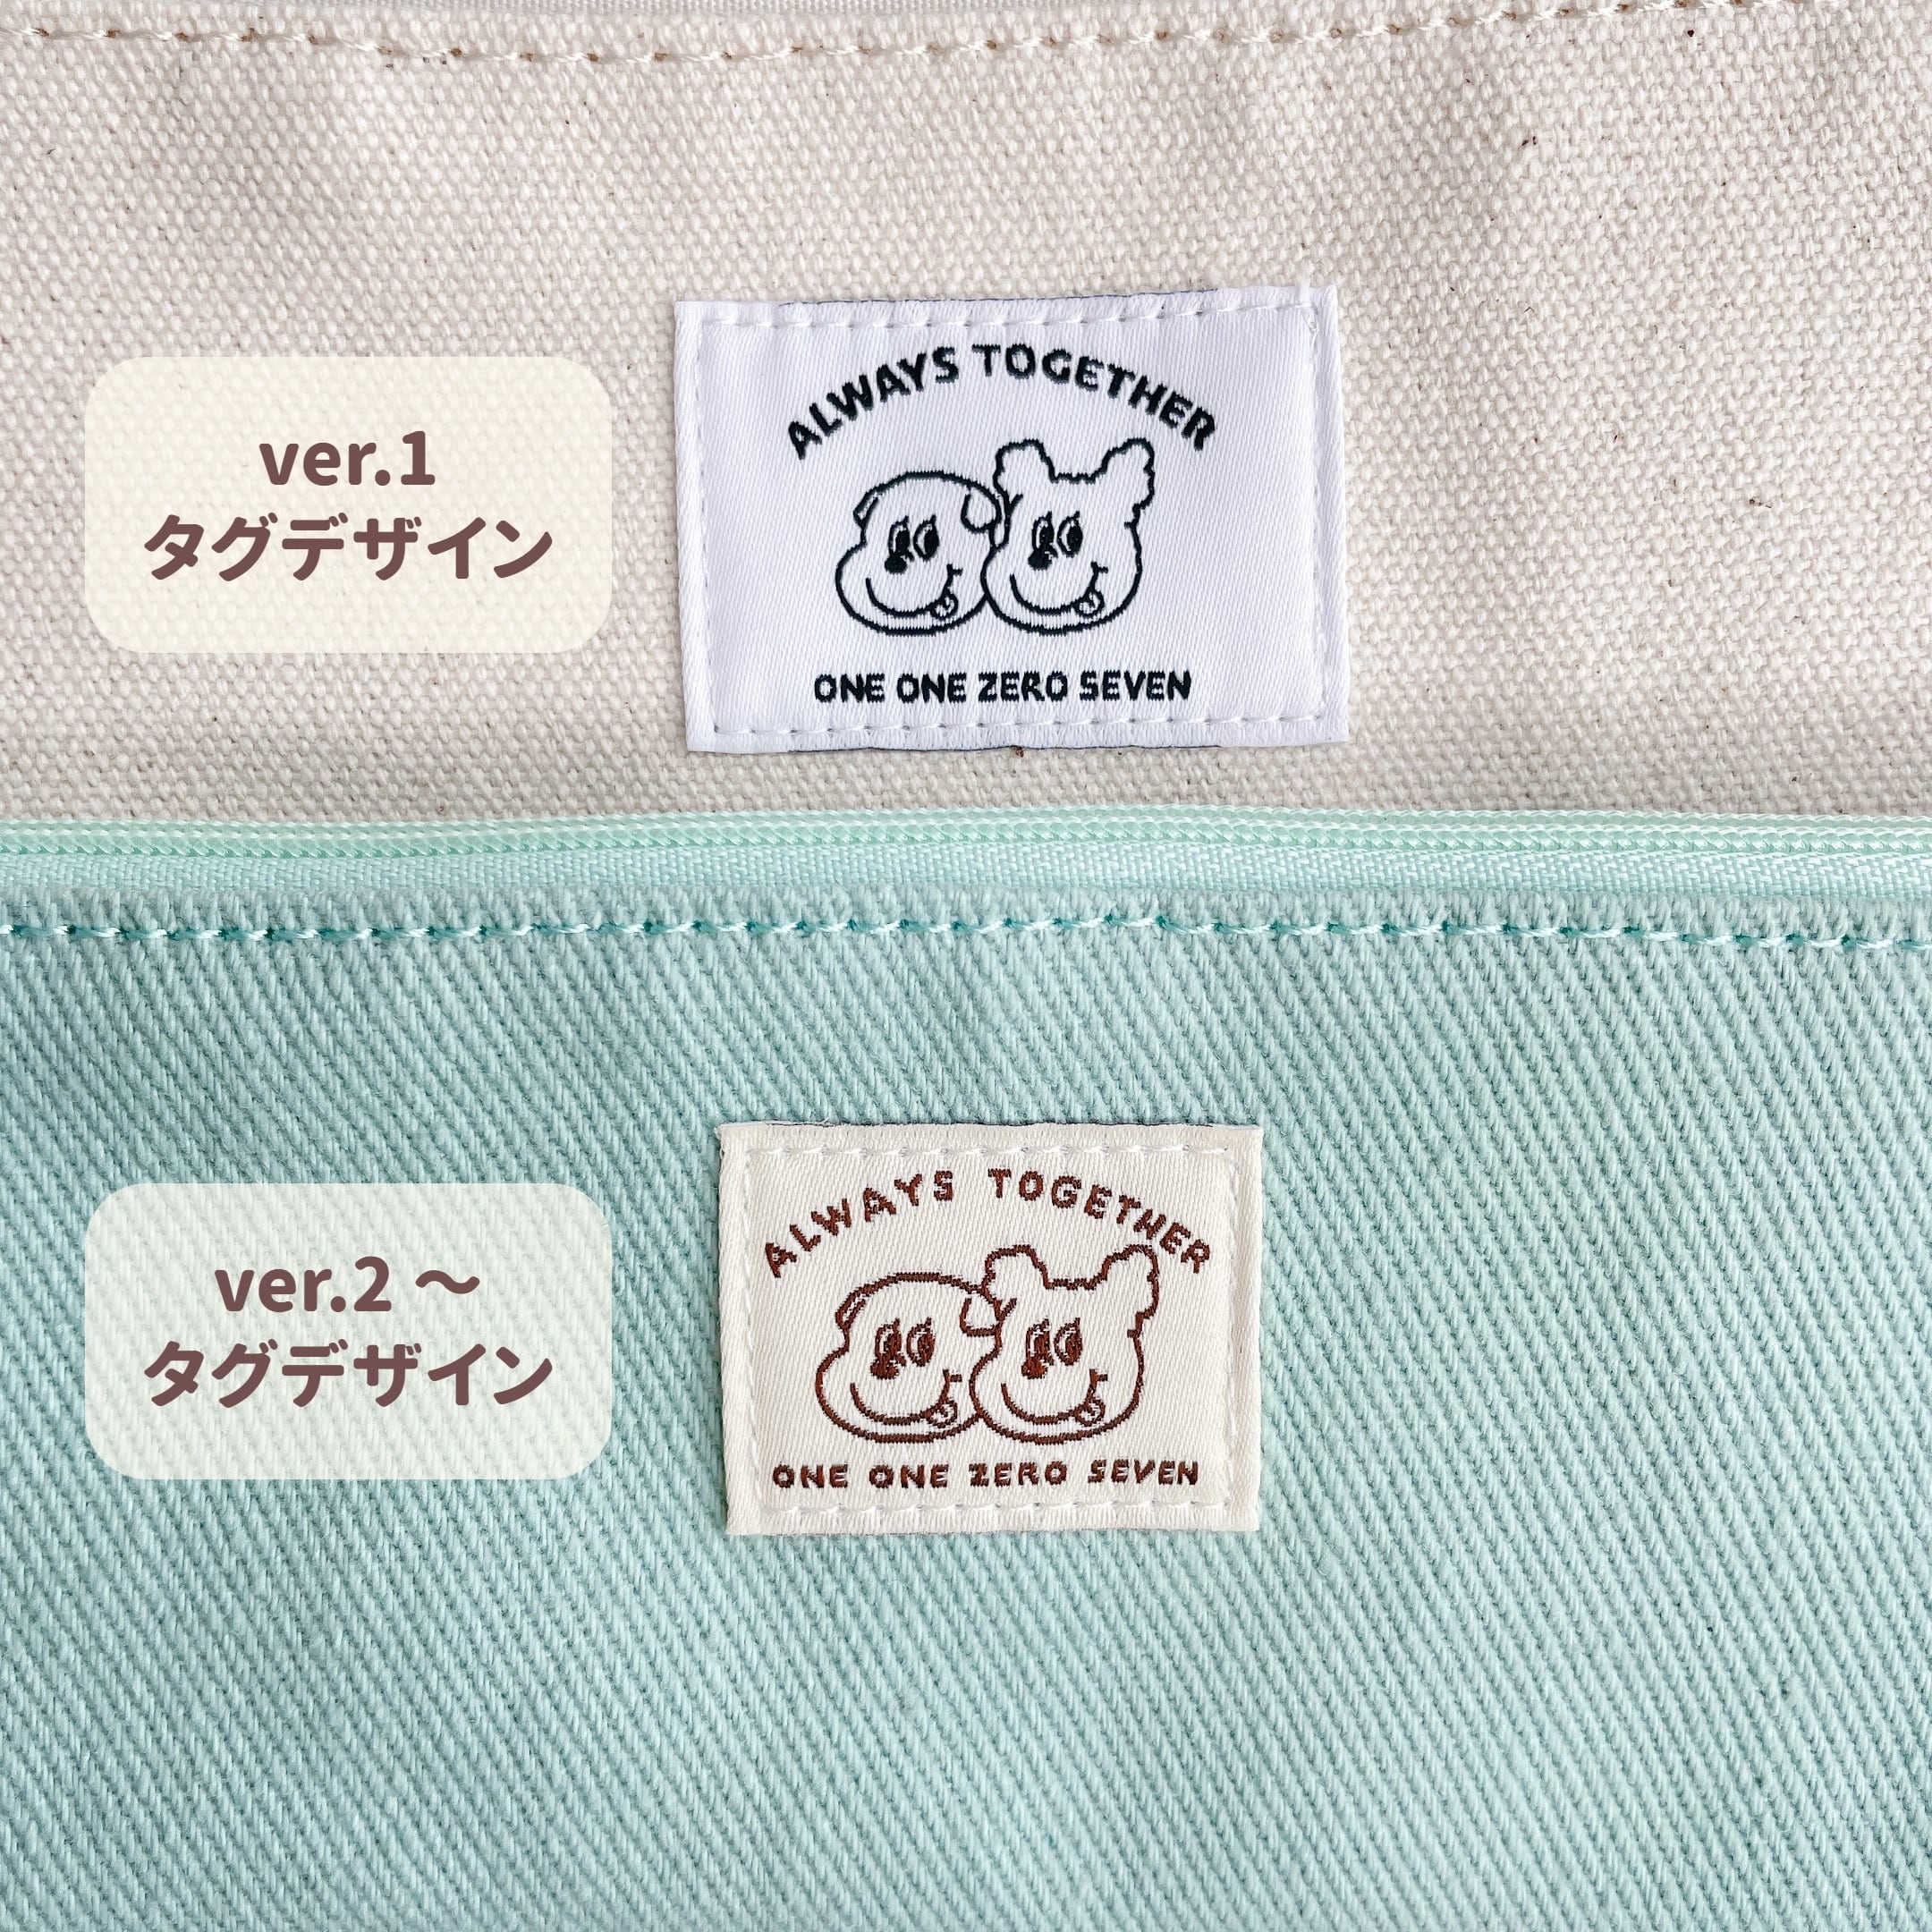 ver.1
タグデザイン
ALWAYS TOGETHER
ONE ONE ZERO SEVEN
ver.2 〜
タグデザイン
ALWAYS TOGETHER
ONE ONE ZERO SEVEN